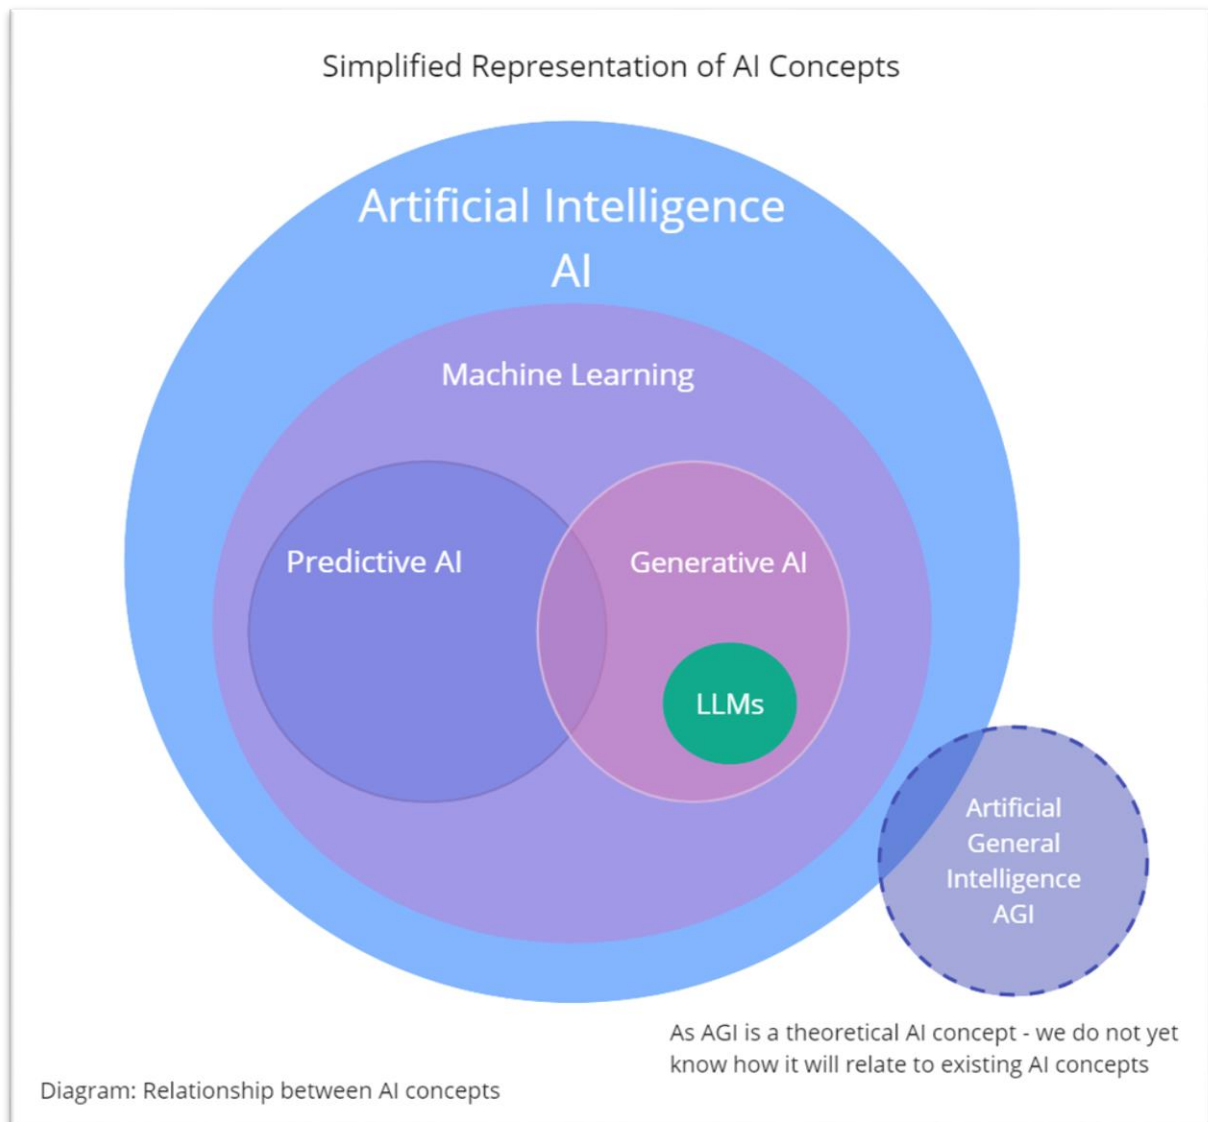 Simplified Representation of AI Concepts
Artificial Intelligence
AI
Machine Learning
Predictive AI
Generative AI
LLMs
Artificial
General
Intelligence
AGI
As AGI is a theoretical AI concept - we do not yet
know how it will relate to existing AI concepts
Diagram: Relationship between AI concepts